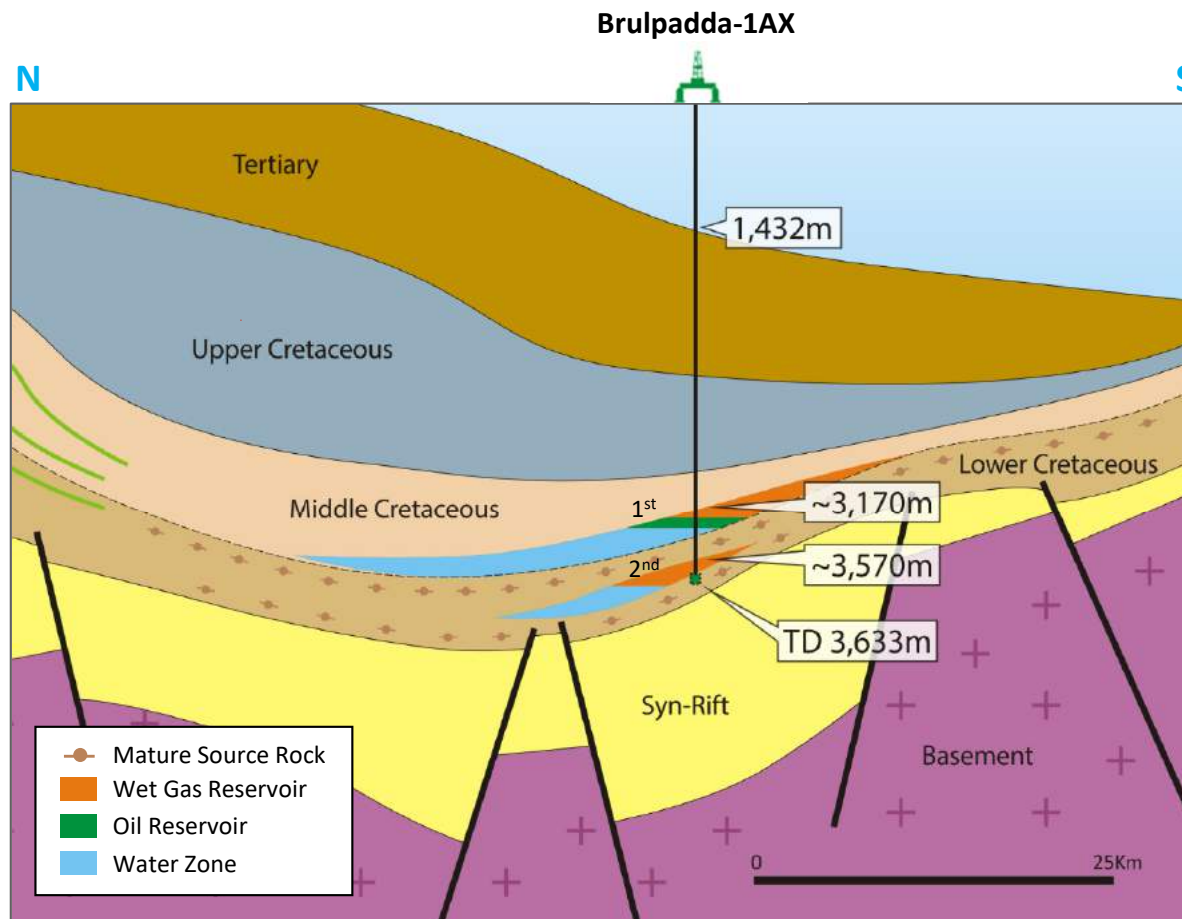 Brulpadda-1AX
N
S
Tertiary
1,432m
Upper Cretaceous
Lower Cretaceous
Middle Cretaceous
1st
~3,170m
2nd
~3,570m
TD 3,633m
Syn-Rift
Basement
Mature Source Rock
Wet Gas Reservoir
Oil Reservoir
Water Zone
0
25Km